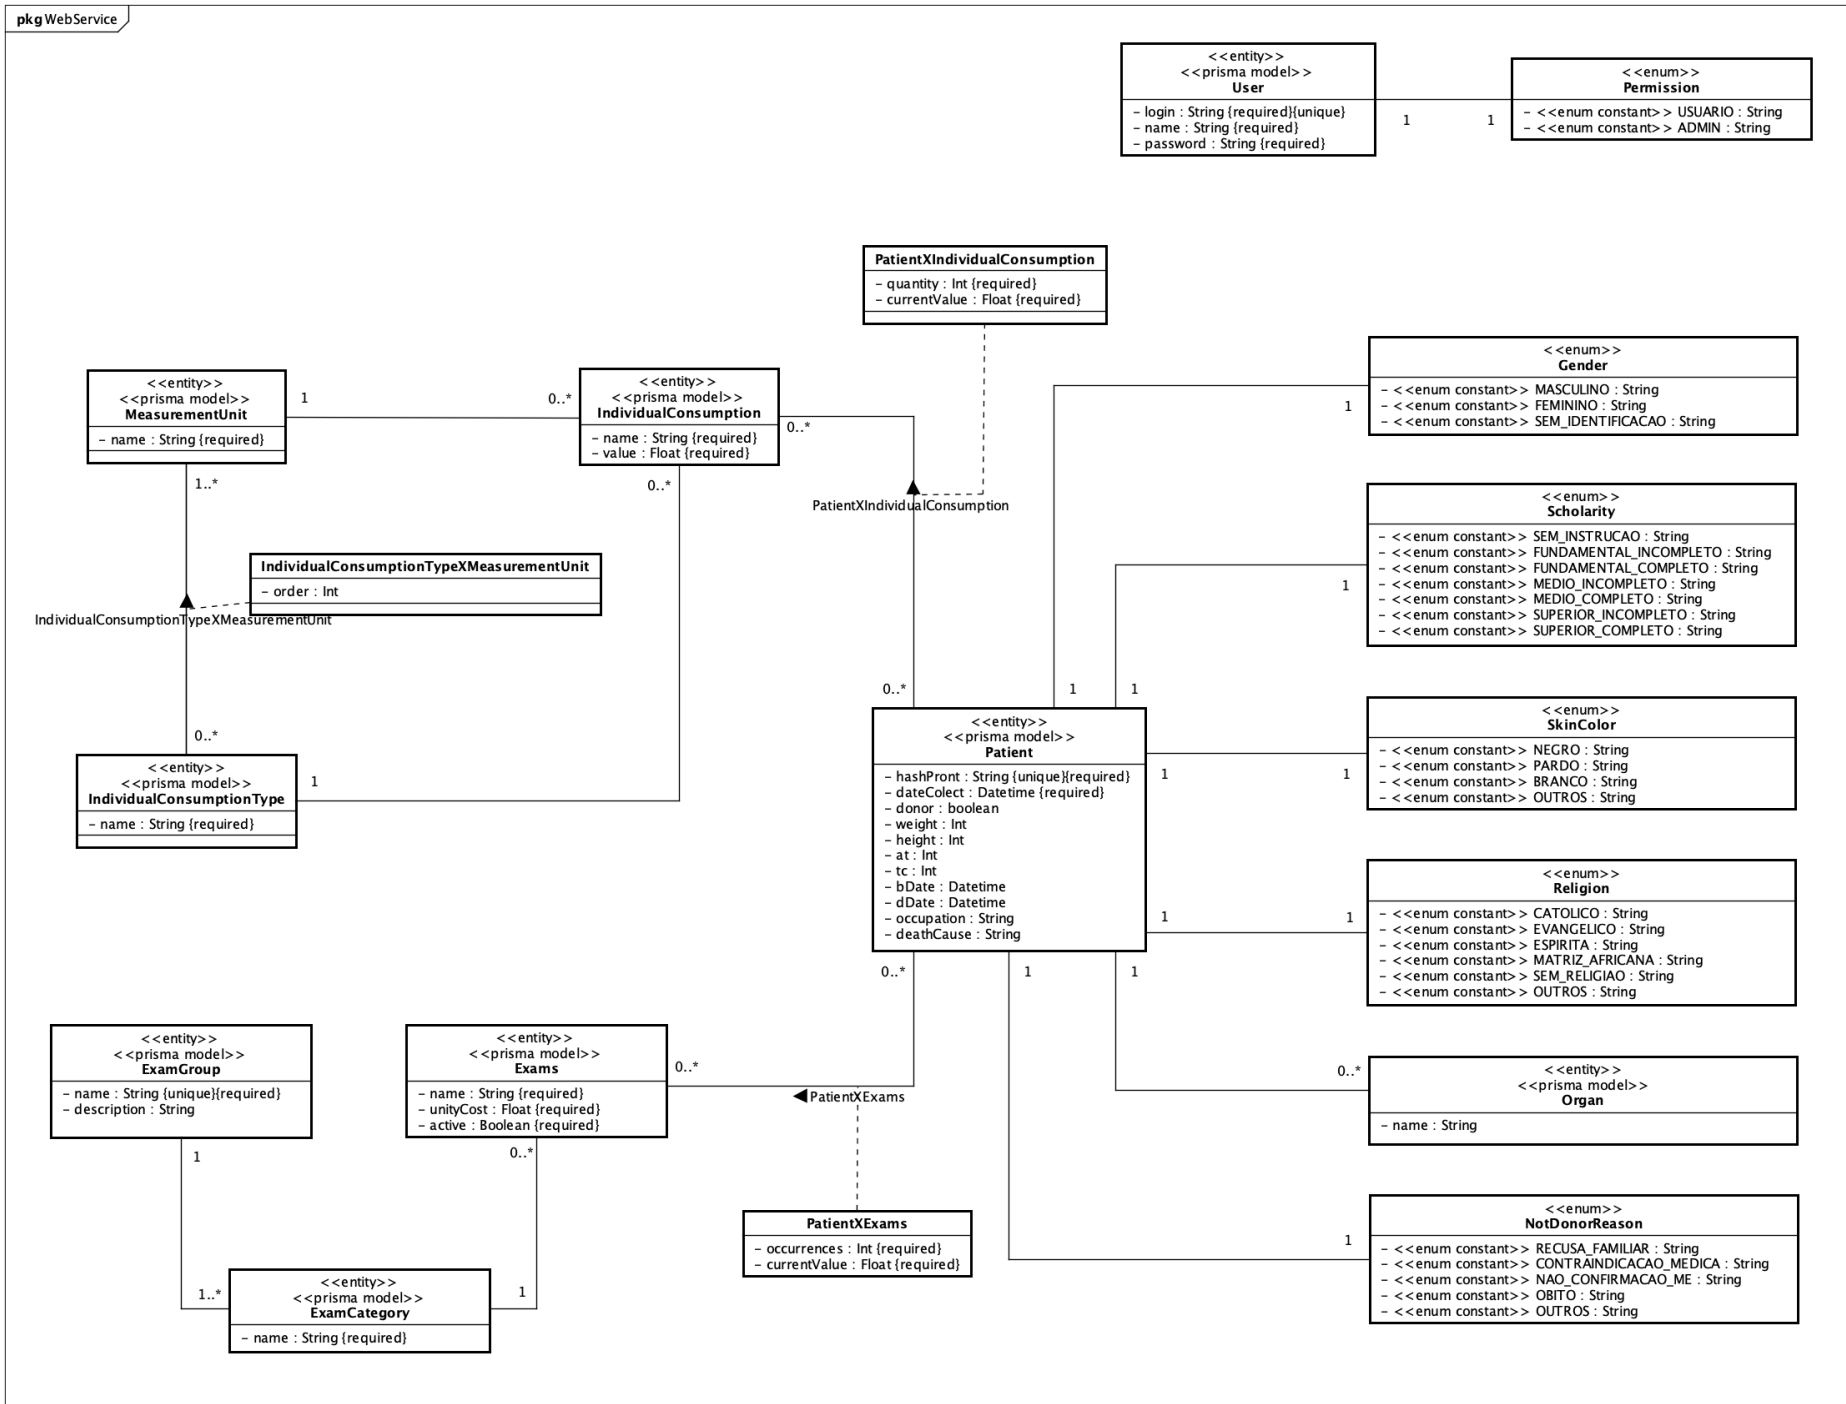 pkg WebService
<<entity>>
<<prisma model>>
User
- login : String {required}{unique}
- name : String {required}
- password : String {required}
1
1
<<enum>>
Permission
- <<enum constant>> USUARIO : String
- <<enum constant>> ADMIN : String
PatientXIndividualConsumption
- quantity : Int {required}
- currentValue : Float {required}
<<entity>>
<<prisma model>>
MeasurementUnit
- name : String {required}
1
0..*
1..*
<<entity>>
<<prisma model>>
IndividualConsumption
- name : String {required}
- value : Float {required}
0..*
0..*
PatientXIndividualConsumption
IndividualConsumptionTypeXMeasurementUnit
- order : Int
IndividualConsumptionTypeXMeasurementUnit
0..*
<<entity>>
<<prisma model>>
IndividualConsumptionType
- name : String {required}
1
<<enum>>
Gender
- <<enum constant>> MASCULINO : String
- <<enum constant>> FEMININO : String
- <<enum constant>> SEM_IDENTIFICACAO : String
1
<<enum>>
Scholarity
- <<enum constant>> SEM_INSTRUCAO : String
- <<enum constant>> FUNDAMENTAL_INCOMPLETO : String
- <<enum constant>> FUNDAMENTAL_COMPLETO : String
- <<enum constant>> MEDIO_INCOMPLETO : String
- <<enum constant>> MEDIO_COMPLETO : String
- <<enum constant>> SUPERIOR_INCOMPLETO : String
- <<enum constant>> SUPERIOR_COMPLETO : String
1
0..*
1
1
<<entity>>
<<prisma model>>
Patient
- hashPront : String {unique}{required}
- dateColect : Datetime {required}
- donor : boolean
- weight : Int
- height : Int
- at : Int
- tc : Int
- bDate : Datetime
- dDate : Datetime
- occupation : String
- deathCause : String
1
1
<<enum>>
SkinColor
- <<enum constant>> NEGRO : String
- <<enum constant>> PARDO : String
- <<enum constant>> BRANCO : String
- <<enum constant>> OUTROS : String
1
1
<<enum>>
Religion
- <<enum constant>> CATOLICO : String
- <<enum constant>> EVANGELICO : String
- <<enum constant>> ESPIRITA : String
- <<enum constant>> MATRIZ_AFRICANA : String
- <<enum constant>> SEM_RELIGIAO : String
- <<enum constant>> OUTROS : String
0..*
1
1
<<entity>>
<<prisma model>>
ExamGroup
- name : String {unique}{required}
- description : String
1
<<entity>>
<<prisma model>>
Exams
- name : String {required}
- unityCost : Float {required}
- active : Boolean {required}
0..*
0..*
PatientXExams
0..*
<<entity>>
<<prisma model>>
Organ
- name : String
PatientXExams
- occurrences : Int {required}
- currentValue : Float {required}
1
<<enum>>
NotDonorReason
- <<enum constant>> RECUSA_FAMILIAR : String
- <<enum constant>> CONTRAINDICACAO_MEDICA : String
- <<enum constant>> NAO_CONFIRMACAO_ME : String
- <<enum constant>> OBITO : String
- <<enum constant>> OUTROS : String
1..*
1
<<entity>>
<<prisma model>>
ExamCategory
- name : String {required}